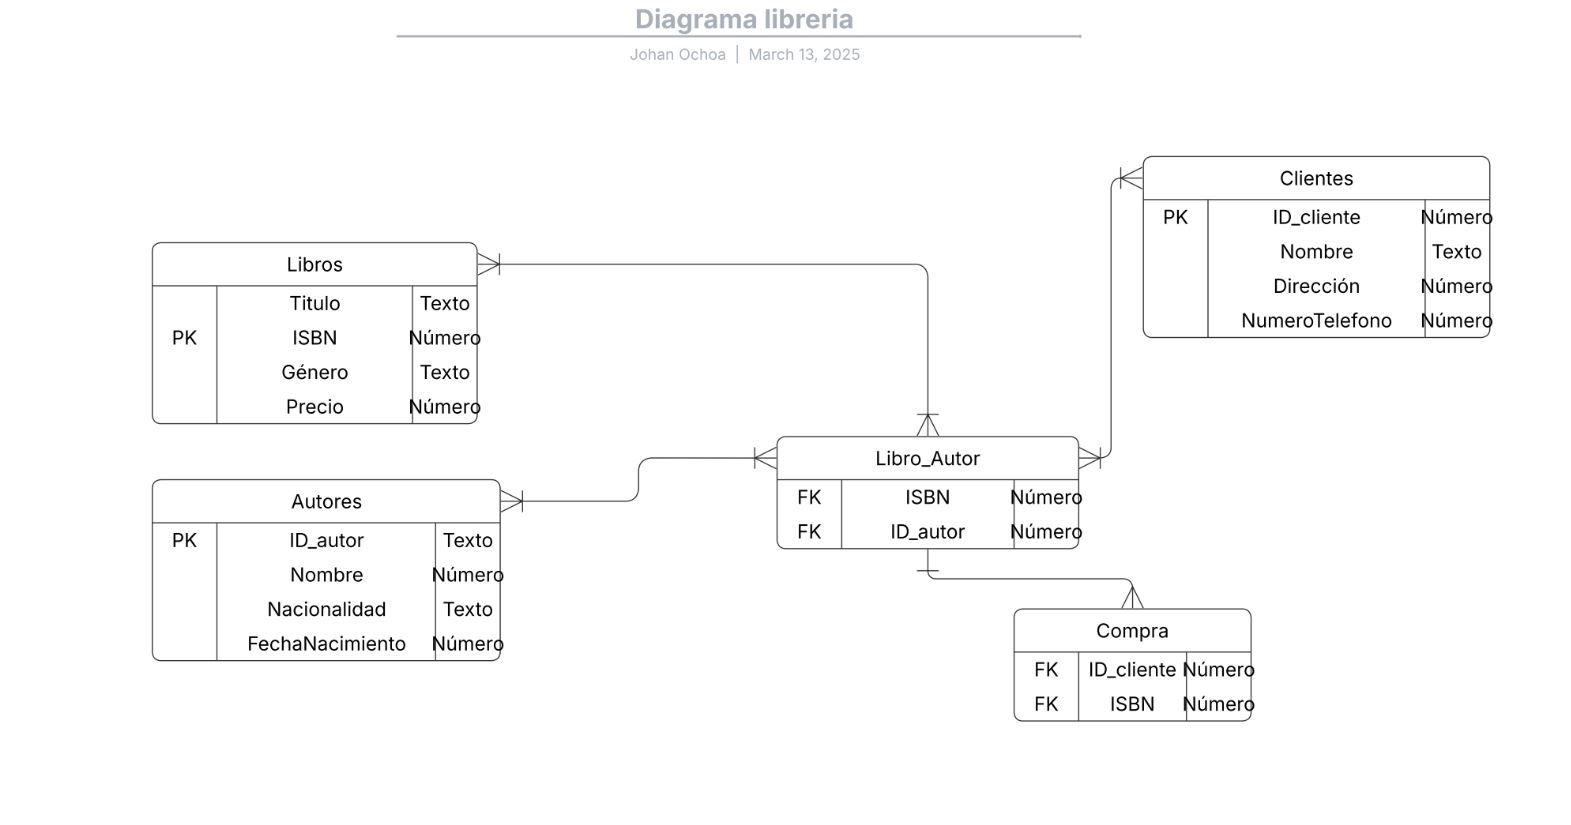 Diagrama libreria
Johan Ochoa | March 13, 2025
Clientes
PK ID_cliente Número
Nombre Texto
Dirección Número
NumeroTelefono Número
Libros
Titulo Texto
PK ISBN Número
Género Texto
Precio Número
Libro_Autor
FK ISBN Número
FK ID_autor Número
Autores
PK ID_autor Texto
Nombre Número
Nacionalidad Texto
FechaNacimiento Número
Compra
FK ID_cliente Número
FK ISBN Número